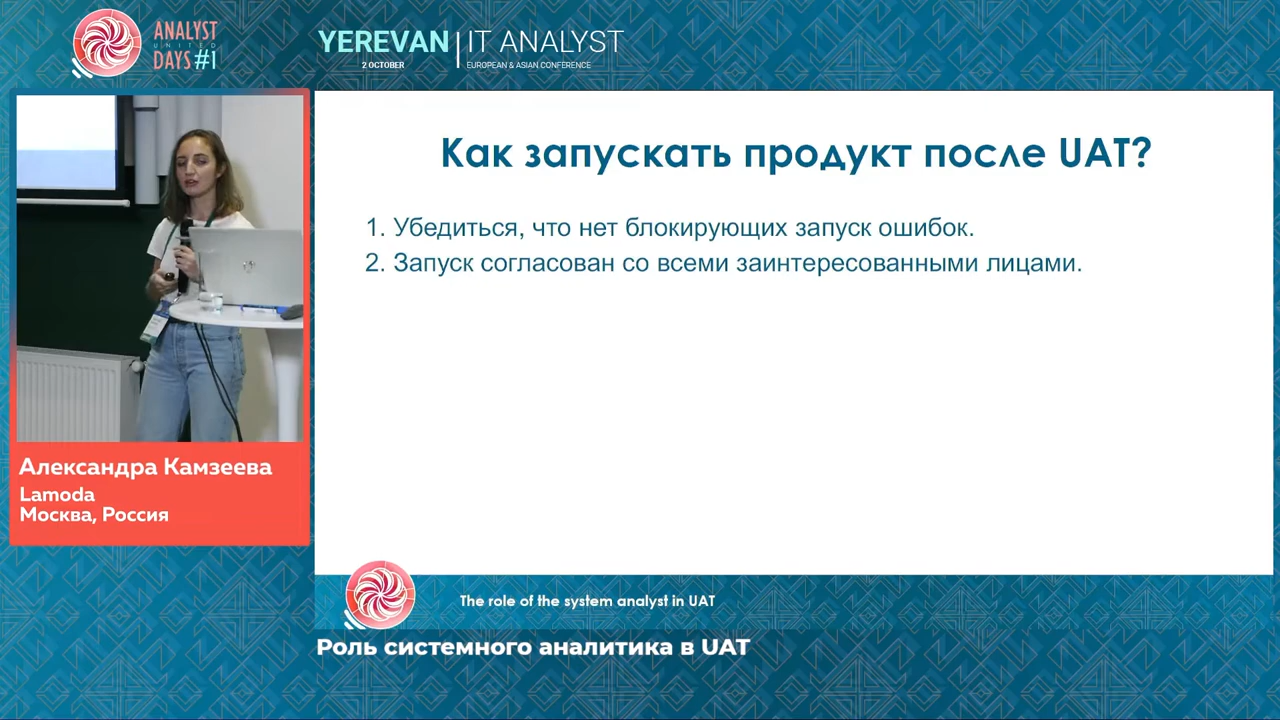 ANALYST
UNITED
DAYS #1
YEREVAN | IT ANALYST
2 OCTOBER
EUROPEAN & ASIAN CONFERENCE
Как запускать продукт после UAT?
1. Убедиться, что нет блокирующих запуск ошибок.
2. Запуск согласован со всеми заинтересованными лицами.
Александра Камзеева
Lamoda
Москва, Россия
The role of the system analyst in UAT
Роль системного аналитика в UAT